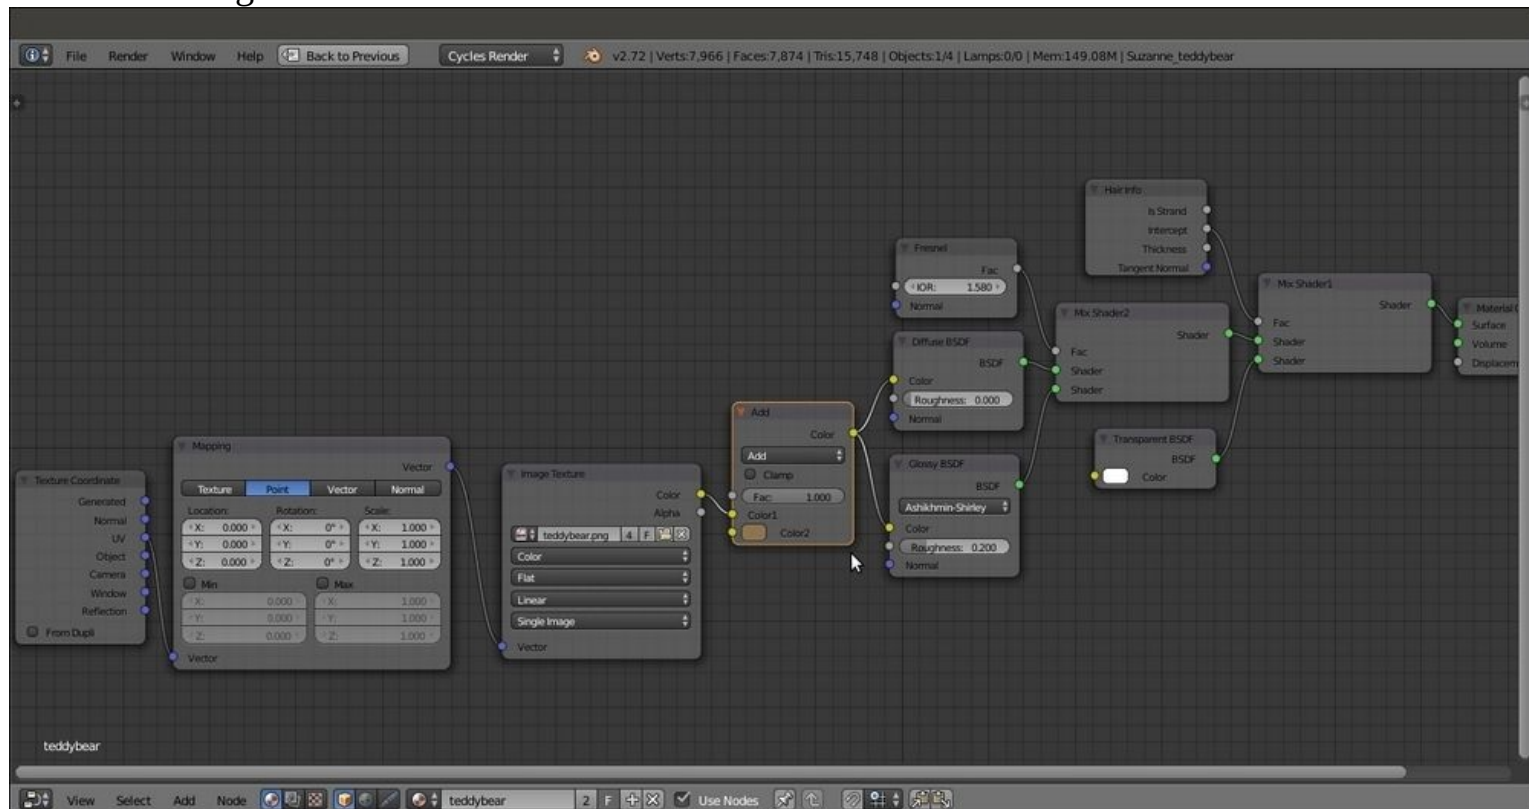 File Render Window Help Back to Previous Cycles Render v2.72 | Verts:7,966 | Faces:7,874 | Tris:15,748 | Objects:1/4 | Lamps:0/0 | Mem:149.08M | Suzanne_teddybear
Hair Info
Is Strand
Intercept
Thickness
Tangent Normal
Fresnel
Fac
IOR: 1.580
Normal
Mix Shader1
Shader
Fac
Shader
Shader
Material
Surface
Volume
Displacem
Mix Shader2
Shader
Fac
Shader
Shader
Diffuse BSDF
BSDF
Color
Roughness: 0.000
Normal
Transparent BSDF
BSDF
Color
Glossy BSDF
BSDF
Ashikhmin-Shirley
Color
Roughness: 0.200
Normal
Add
Color
Add
Clamp
Fac: 1.000
Color1
Color2
Image Texture
Color
Alpha
teddybear.png 4 F
Color
Flat
Linear
Single Image
Vector
Mapping
Vector
Texture Point Vector Normal
Location: Rotation: Scale:
X: 0.000 X: 0° X: 1.000
Y: 0.000 Y: 0° Y: 1.000
Z: 0.000 Z: 0° Z: 1.000
Min Max
X: 0.000 X: 1.000
Y: 0.000 Y: 1.000
Z: 0.000 Z: 1.000
Vector
Texture Coordinate
Generated
Normal
UV
Object
Camera
Window
Reflection
From Dupli
teddybear
View Select Add Node teddybear 2 F Use Nodes